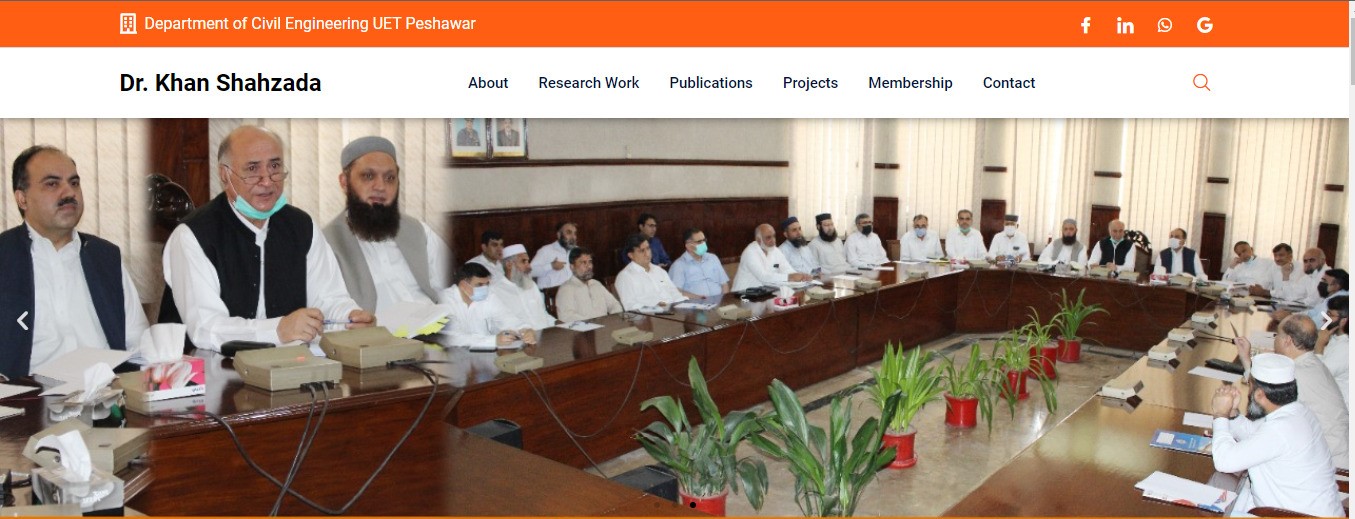 Department of Civil Engineering UET Peshawar
Dr. Khan Shahzada
About Research Work Publications Projects Membership Contact